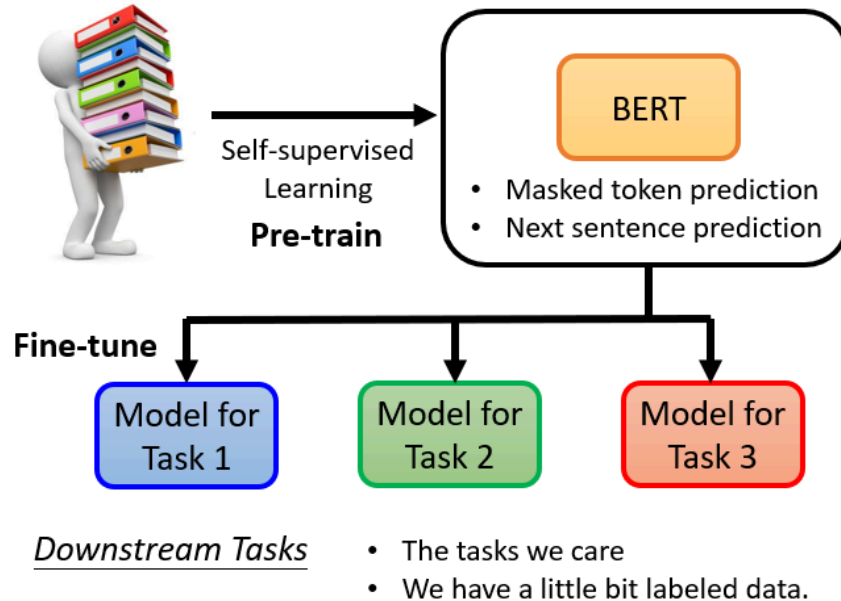 BERT
Self-supervised
Learning
Pre-train
• Masked token prediction
• Next sentence prediction
Fine-tune
Model for
Task 1
Model for
Task 2
Model for
Task 3
Downstream Tasks
• The tasks we care
• We have a little bit labeled data.